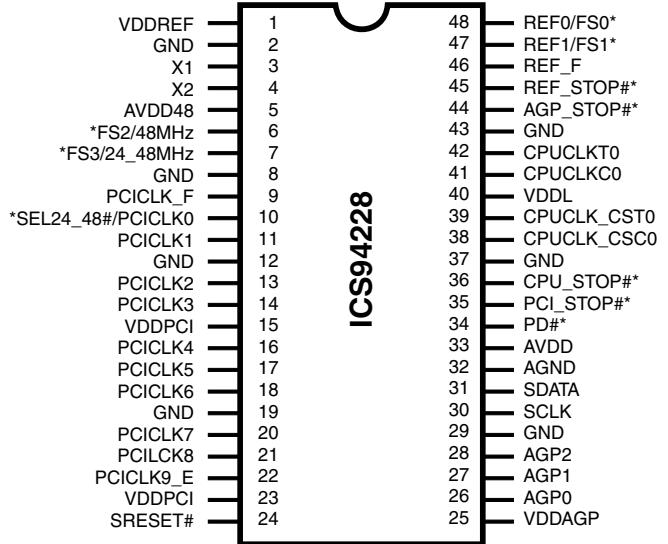 VDDREF 1 48 REF0/FS0*
GND 2 47 REF1/FS1*
X1 3 46 REF_F
X2 4 45 REF_STOP#*
AVDD48 5 44 AGP_STOP#*
*FS2/48MHz 6 43 GND
*FS3/24_48MHz 7 42 CPUCLKT0
GND 8 41 CPUCLKC0
PCICLK_F 9 40 VDDL
*SEL24_48#/PCICLK0 10 39 CPUCLK_CST0
PCICLK1 11 38 CPUCLK_CSC0
GND 12 37 GND
PCICLK2 13 36 CPU_STOP#*
PCICLK3 14 35 PCI_STOP#*
VDDPCI 15 34 PD#*
PCICLK4 16 33 AVDD
PCICLK5 17 32 AGND
PCICLK6 18 31 SDATA
GND 19 30 SCLK
PCICLK7 20 29 GND
PCILCK8 21 28 AGP2
PCICLK9_E 22 27 AGP1
VDDPCI 23 26 AGP0
SRESET# 24 25 VDDAGP
ICS94228